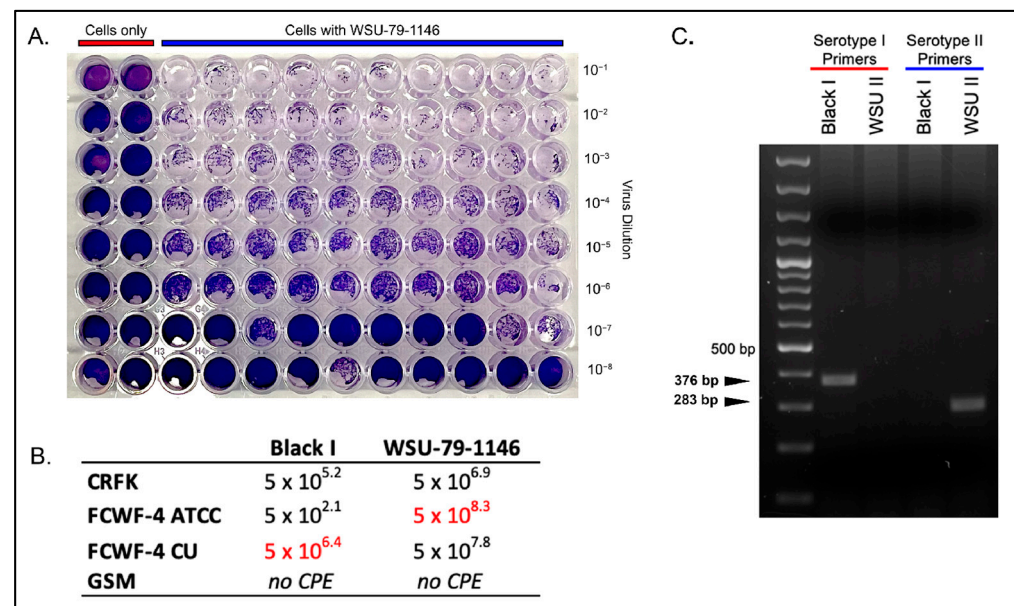 A.
Cells only
Cells with WSU-79-1146
10⁻¹
10⁻²
10⁻³
10⁻⁴
10⁻⁵
10⁻⁶
10⁻⁷
10⁻⁸
Virus Dilution
G3 G4
H3 H4
B.
Black I WSU-79-1146
CRFK 5 x 10^5.2 5 x 10^6.9
FCWF-4 ATCC 5 x 10^2.1 5 x 10^8.3
FCWF-4 CU 5 x 10^6.4 5 x 10^7.8
GSM no CPE no CPE
C.
Serotype I Serotype II
Primers Primers
Black I WSU II Black I WSU II
500 bp
376 bp
283 bp